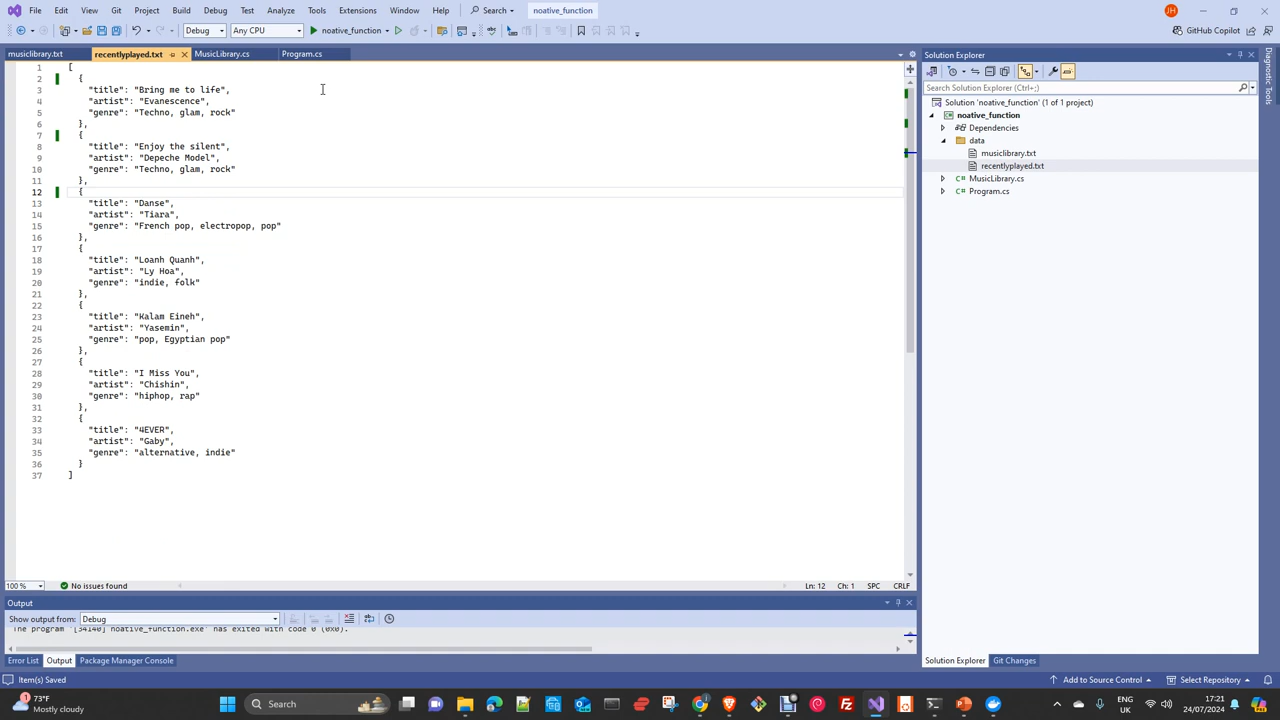 File Edit View Git Project Build Debug Test Analyze Tools Extensions Window Help Search noative_function JH
Debug Any CPU noative_function GitHub Copilot
musiclibrary.txt recentlyplayed.txt MusicLibrary.cs Program.cs
1 [
2 {
3 "title": "Bring me to life",
4 "artist": "Evanescence",
5 "genre": "Techno, glam, rock"
6 },
7 {
8 "title": "Enjoy the silent",
9 "artist": "Depeche Model",
10 "genre": "Techno, glam, rock"
11 },
12 {
13 "title": "Danse",
14 "artist": "Tiara",
15 "genre": "French pop, electropop, pop"
16 },
17 {
18 "title": "Loanh Quanh",
19 "artist": "Ly Hoa",
20 "genre": "indie, folk"
21 },
22 {
23 "title": "Kalam Eineh",
24 "artist": "Yasemin",
25 "genre": "pop, Egyptian pop"
26 },
27 {
28 "title": "I Miss You",
29 "artist": "Chishin",
30 "genre": "hiphop, rap"
31 },
32 {
33 "title": "4EVER",
34 "artist": "Gaby",
35 "genre": "alternative, indie"
36 }
37 ]
100 % No issues found Ln: 12 Ch: 1 SPC CRLF
Output
Show output from: Debug
The program '[34140] noative_function.exe' has exited with code 0 (0x0).
Error List Output Package Manager Console
Solution Explorer
Search Solution Explorer (Ctrl+;)
Solution 'noative_function' (1 of 1 project)
noative_function
Dependencies
data
musiclibrary.txt
recentlyplayed.txt
C# MusicLibrary.cs
C# Program.cs
Solution Explorer Git Changes
Diagnostic Tools
Item(s) Saved Add to Source Control Select Repository
1 73°F
Mostly cloudy
Search
ENG
UK
17:21
24/07/2024